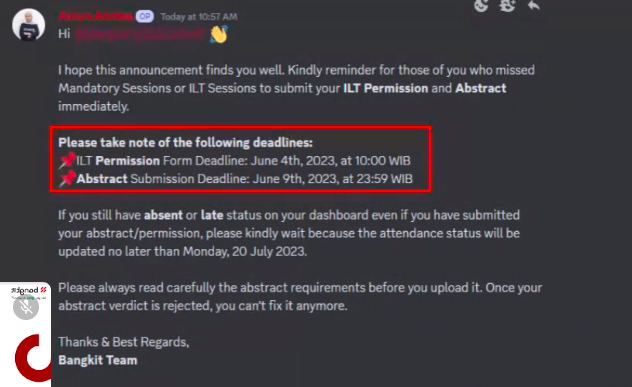 OP Today at 10:57 AM
Hi
I hope this announcement finds you well. Kindly reminder for those of you who missed
Mandatory Sessions or ILT Sessions to submit your ILT Permission and Abstract
immediately.
Please take note of the following deadlines:
📌ILT Permission Form Deadline: June 4th, 2023, at 10:00 WIB
📌Abstract Submission Deadline: June 9th, 2023, at 23:59 WIB
If you still have absent or late status on your dashboard even if you have submitted
your abstract/permission, please kindly wait because the attendance status will be
updated no later than Monday, 20 July 2023.
Please always read carefully the abstract requirements before you upload it. Once your
abstract verdict is rejected, you can't fix it anymore.
Thanks & Best Regards,
Bangkit Team